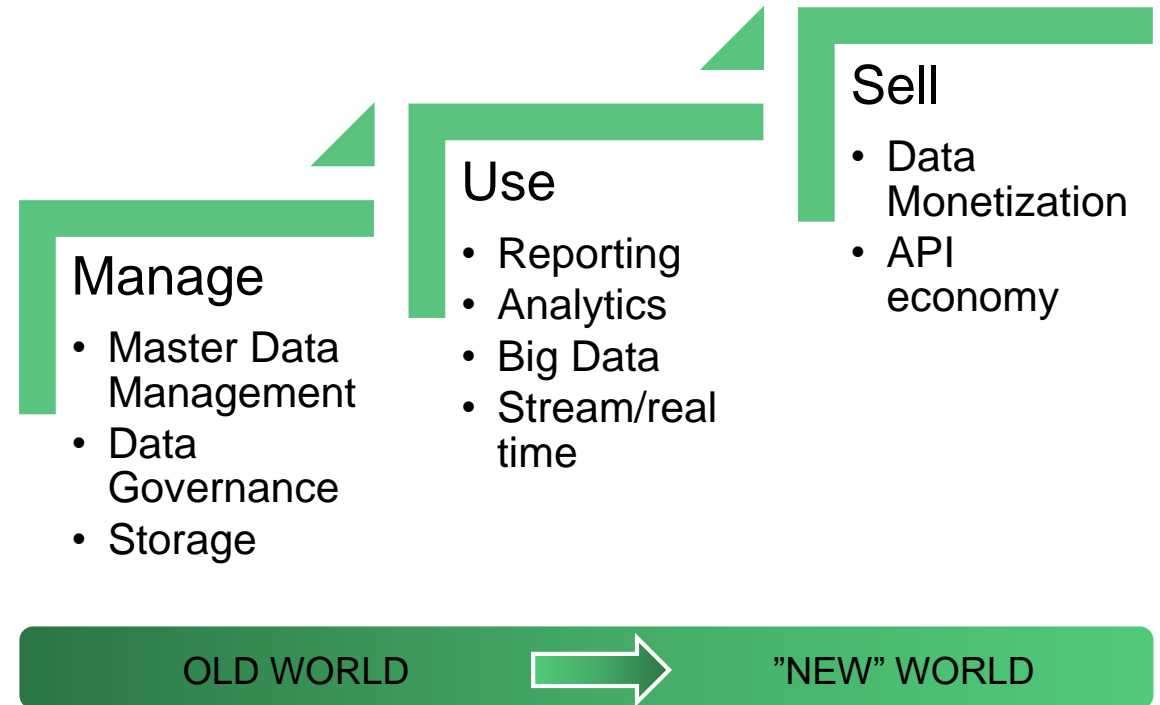 Manage
• Master Data
Management
• Data
Governance
• Storage
Use
• Reporting
• Analytics
• Big Data
• Stream/real
time
Sell
• Data
Monetization
• API
economy
OLD WORLD
”NEW” WORLD